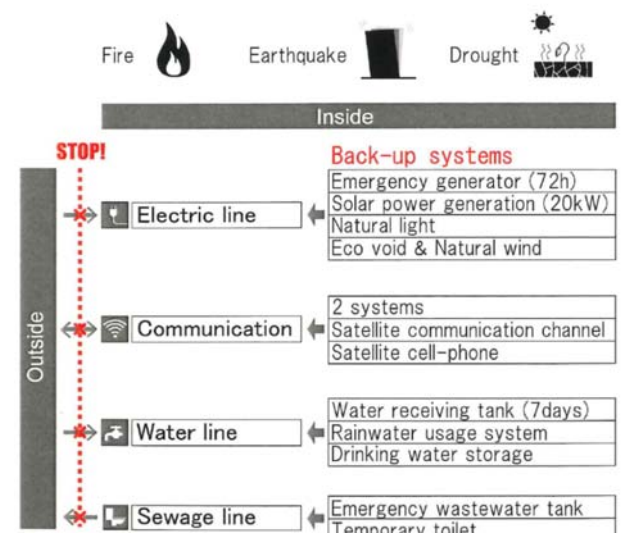 Fire
Earthquake
Drought
Inside
STOP!
Back-up systems
Outside
Electric line
Emergency generator (72h)
Solar power generation (20kW)
Natural light
Eco void & Natural wind
Communication
2 systems
Satellite communication channel
Satellite cell-phone
Water line
Water receiving tank (7days)
Rainwater usage system
Drinking water storage
Sewage line
Emergency wastewater tank
Temporary toilet